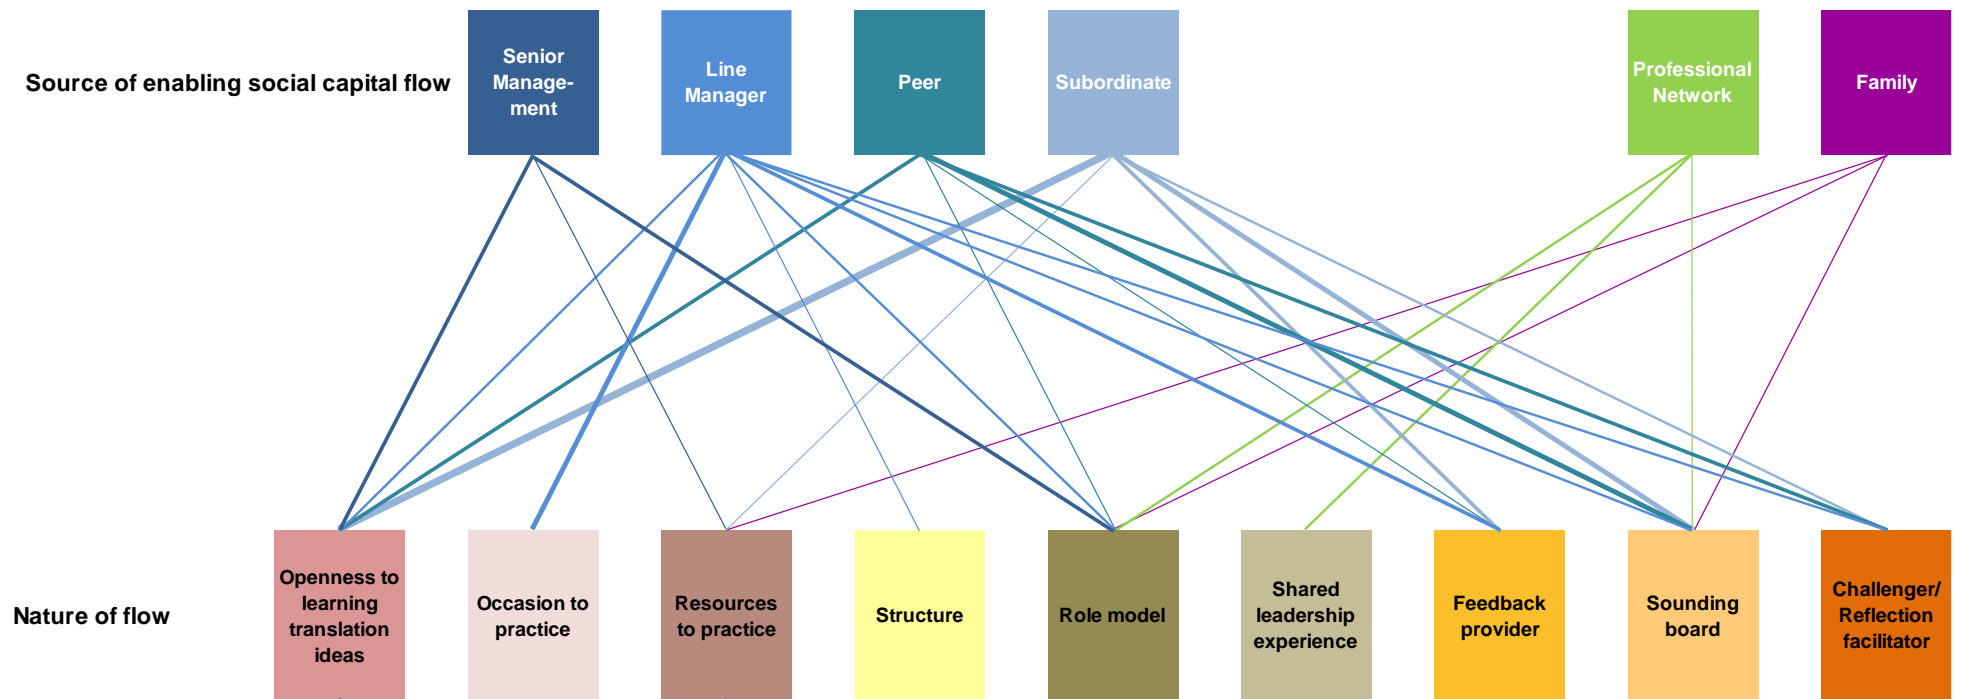 Source of enabling social capital flow
Senior
Manage-
ment
Line
Manager
Peer
Subordinate
Professional
Network
Family
Nature of flow
Openness to
learning
translation
ideas
Occasion to
practice
Resources
to practice
Structure
Role model
Shared
leadership
experience
Feedback
provider
Sounding
board
Challenger/
Reflection
facilitator